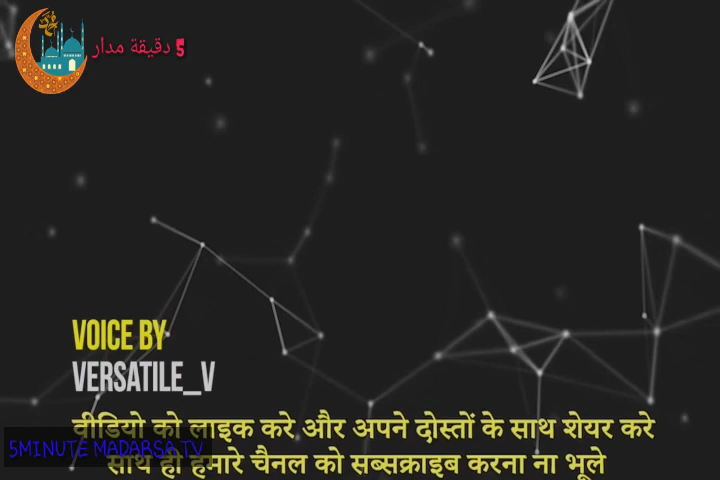 5 دقيقة مدار
VOICE BY
VERSATILE_V
वीडियो को लाइक करे और अपने दोस्तों के साथ शेयर करे
5MINUTE MADARSA TV
साथ ही हमारे चैनल को सब्सक्राइब करना ना भूले